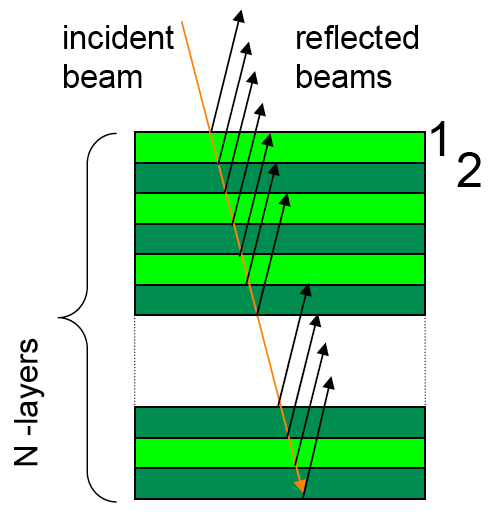 incident
beam
reflected
beams
1
2
N -layers